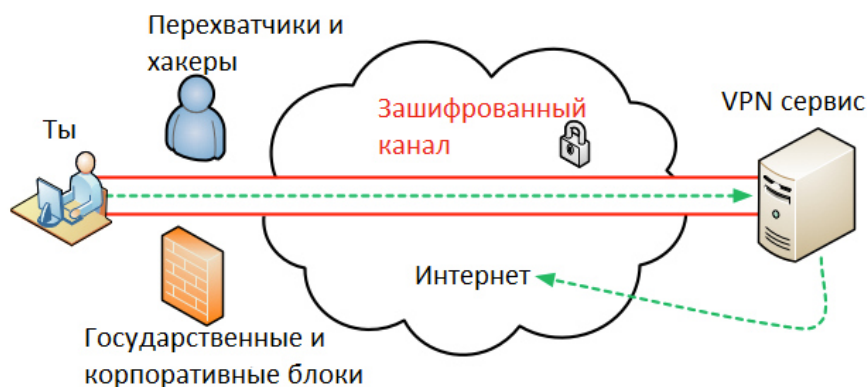 Перехватчики и
хакеры
Ты
Зашифрованный
канал
VPN сервис
Интернет
Государственные и
корпоративные блоки